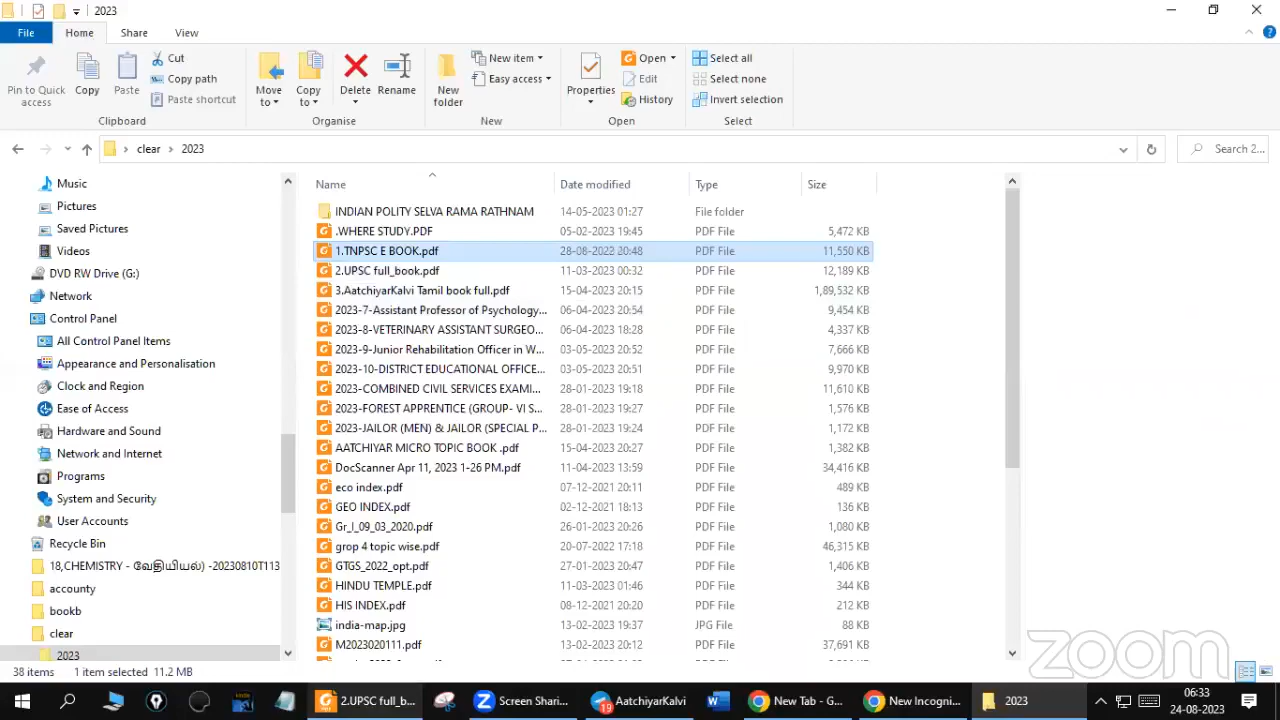 2023
File
Home
Share
View
Pin to Quick access
Copy
Paste
Cut
Copy path
Paste shortcut
Move to
Copy to
Delete
Rename
New folder
New item
Easy access
Properties
Open
Edit
History
Select all
Select none
Invert selection
Clipboard
Organise
New
Open
Select
clear > 2023
Search 2...
Music
Pictures
Saved Pictures
Videos
DVD RW Drive (G:)
Network
Control Panel
All Control Panel Items
Appearance and Personalisation
Clock and Region
Ease of Access
Hardware and Sound
Network and Internet
Programs
System and Security
User Accounts
Recycle Bin
18,CHEMISTRY - வேதியியல்) -20230810T113
accounty
bookb
clear
2023
Name Date modified Type Size
INDIAN POLITY SELVA RAMA RATHNAM 14-05-2023 01:27 File folder
.WHERE STUDY.PDF 05-02-2023 19:45 PDF File 5,472 KB
1.TNPSC E BOOK.pdf 28-08-2022 20:48 PDF File 11,550 KB
2.UPSC full_book.pdf 11-03-2023 00:32 PDF File 12,189 KB
3.AatchiyarKalvi Tamil book full.pdf 15-04-2023 20:15 PDF File 1,89,532 KB
2023-7-Assistant Professor of Psychology... 06-04-2023 20:54 PDF File 9,454 KB
2023-8-VETERINARY ASSISTANT SURGEO... 06-04-2023 18:28 PDF File 4,337 KB
2023-9-Junior Rehabilitation Officer in W... 03-05-2023 20:52 PDF File 7,666 KB
2023-10-DISTRICT EDUCATIONAL OFFICE... 03-05-2023 20:51 PDF File 9,970 KB
2023-COMBINED CIVIL SERVICES EXAMI... 28-01-2023 19:18 PDF File 11,610 KB
2023-FOREST APPRENTICE (GROUP- VI S... 28-01-2023 19:27 PDF File 1,576 KB
2023-JAILOR (MEN) & JAILOR (SPECIAL P... 28-01-2023 19:24 PDF File 1,172 KB
AATCHIYAR MICRO TOPIC BOOK .pdf 15-04-2023 20:27 PDF File 1,382 KB
DocScanner Apr 11, 2023 1-26 PM.pdf 11-04-2023 13:59 PDF File 34,416 KB
eco index.pdf 07-12-2021 20:11 PDF File 489 KB
GEO INDEX.pdf 02-12-2021 18:13 PDF File 136 KB
Gr_I_09_03_2020.pdf 26-01-2023 20:26 PDF File 1,080 KB
grop 4 topic wise.pdf 20-07-2022 17:18 PDF File 46,315 KB
GTGS_2022_opt.pdf 27-01-2023 20:47 PDF File 1,406 KB
HINDU TEMPLE.pdf 11-03-2023 01:46 PDF File 344 KB
HIS INDEX.pdf 08-12-2021 20:20 PDF File 212 KB
india-map.jpg 13-02-2023 19:37 JPG File 88 KB
M2023020111.pdf 13-02-2023 20:12 PDF File 37,691 KB
38 items 1 item selected 11.2 MB
zoom
2.UPSC full_b...
Screen Shari...
19
AatchiyarKalvi
New Tab - G...
New Incogni...
2023
06:33
24-08-2023